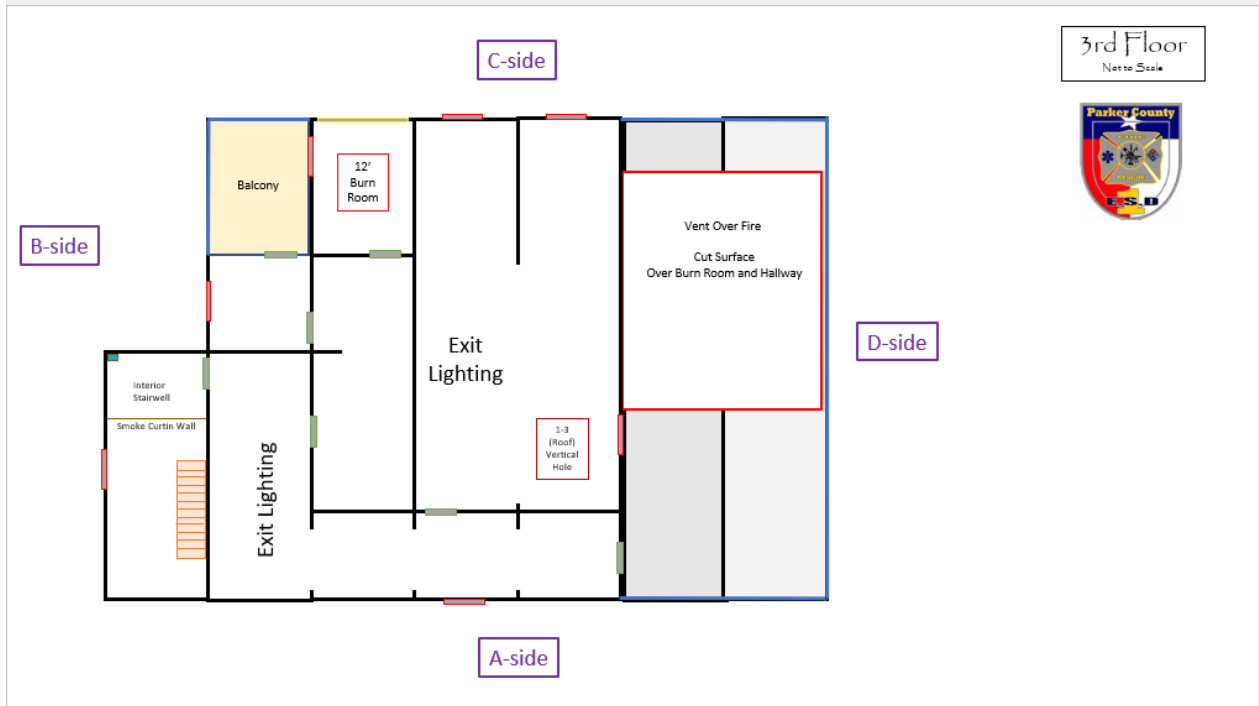 C-side
3rd Floor
Not to Scale
Parker County
RESCUE
E.S.D
1
Balcony
12'
Burn
Room
B-side
Vent Over Fire
Cut Surface
Over Burn Room and Hallway
D-side
Exit
Lighting
Interior
Stairwell
Smoke Curtin Wall
1-3
(Roof)
Vertical
Hole
Exit Lighting
A-side